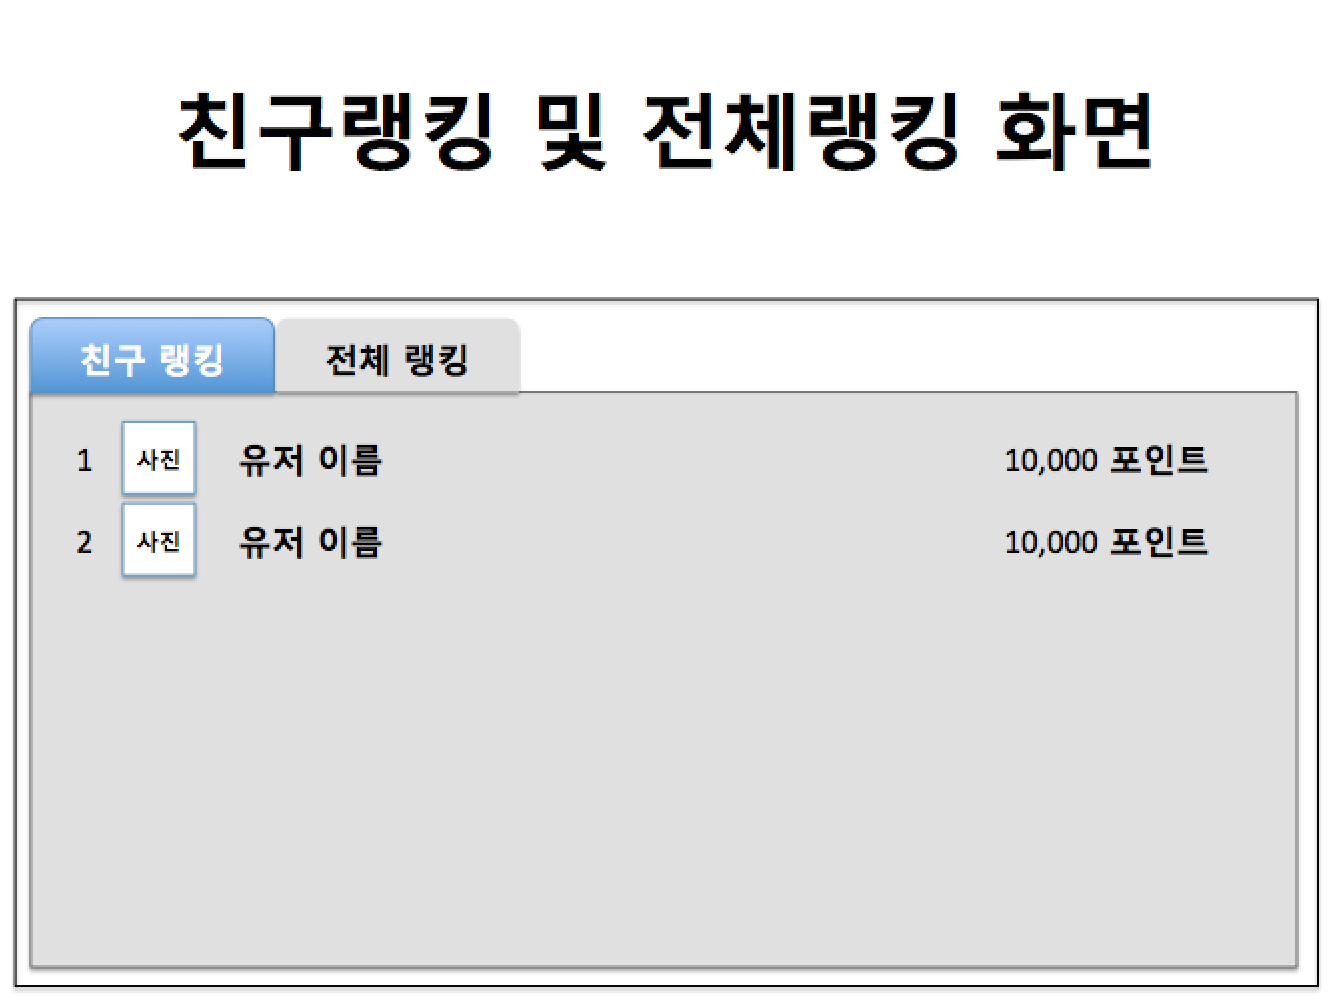 친구랭킹 및 전체랭킹 화면
친구 랭킹 전체 랭킹
1 사진 유저 이름 10,000 포인트
2 사진 유저 이름 10,000 포인트